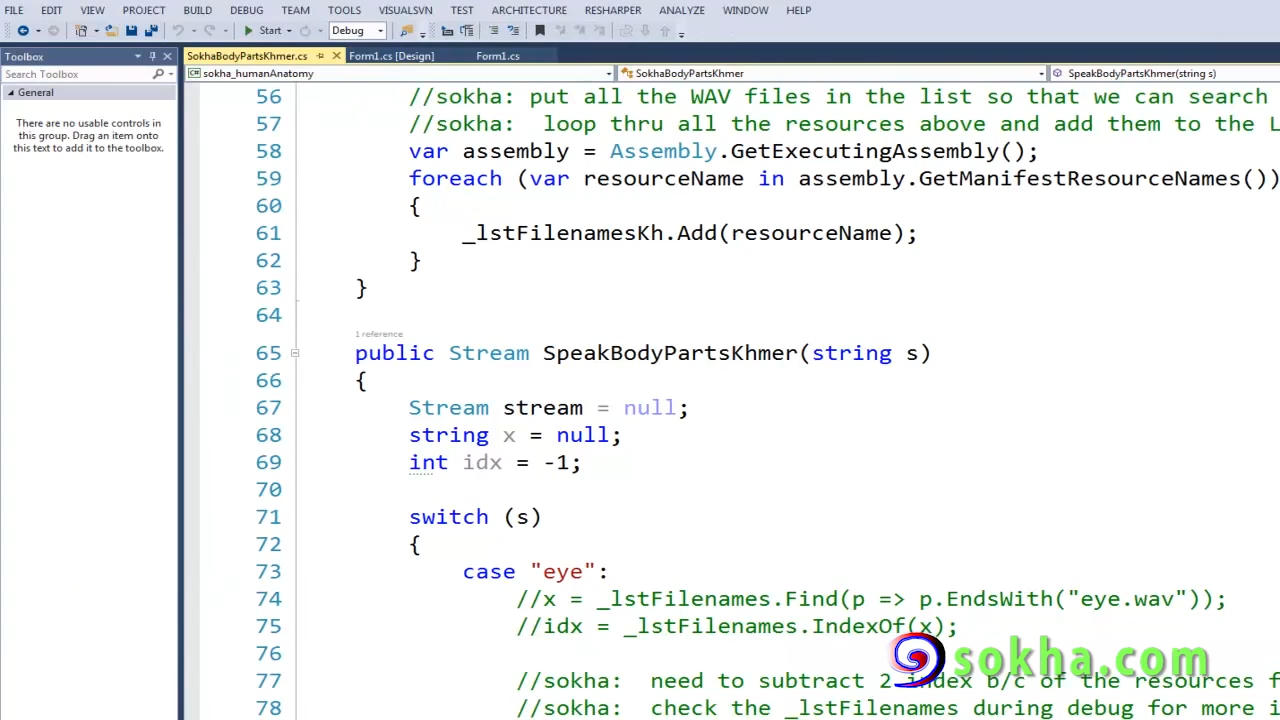 FILE EDIT VIEW PROJECT BUILD DEBUG TEAM TOOLS VISUALSVN TEST ARCHITECTURE RESHARPER ANALYZE WINDOW HELP
Start Debug
Toolbox
SokhaBodyPartsKhmer.cs Form1.cs [Design] Form1.cs
Search Toolbox
sokha_humanAnatomy SokhaBodyPartsKhmer SpeakBodyPartsKhmer(string s)
General
There are no usable controls in
this group. Drag an item onto
this text to add it to the toolbox.
56 //sokha: put all the WAV files in the list so that we can search
57 //sokha:  loop thru all the resources above and add them to the L
58 var assembly = Assembly.GetExecutingAssembly();
59 foreach (var resourceName in assembly.GetManifestResourceNames())
60 {
61 _lstFilenamesKh.Add(resourceName);
62 }
63 }
64
1 reference
65 public Stream SpeakBodyPartsKhmer(string s)
66 {
67 Stream stream = null;
68 string x = null;
69 int idx = -1;
70
71 switch (s)
72 {
73 case "eye":
74 //x = _lstFilenames.Find(p => p.EndsWith("eye.wav"));
75 //idx = _lstFilenames.IndexOf(x);
76
sokha.com
77 //sokha:  need to subtract 2 index b/c of the resources f
78 //sokha:  check the _lstFilenames during debug for more i